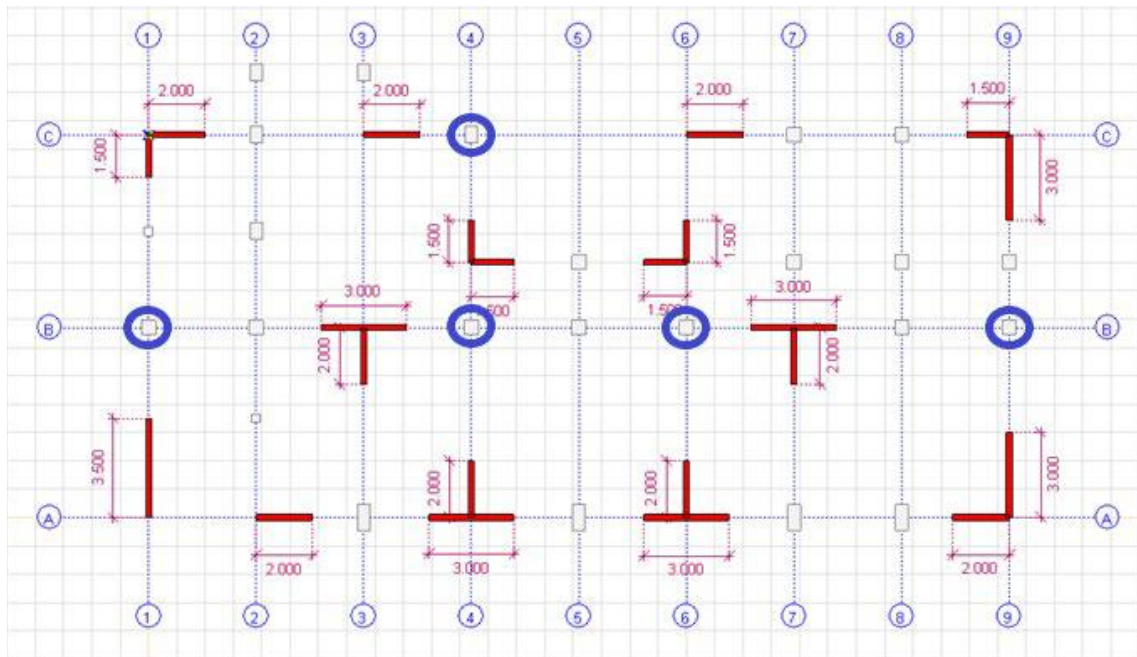 1 2 3 4 5 6 7 8 9
2.000 2.000 2.000 1.500
C C
1.500 3.000
1.500 1.500
3.000 1.500 1.500 3.000
B B
2.000 2.000
3.500 2.000 2.000 3.000
A A
2.000 3.000 3.000 2.000
1 2 3 4 5 6 7 8 9